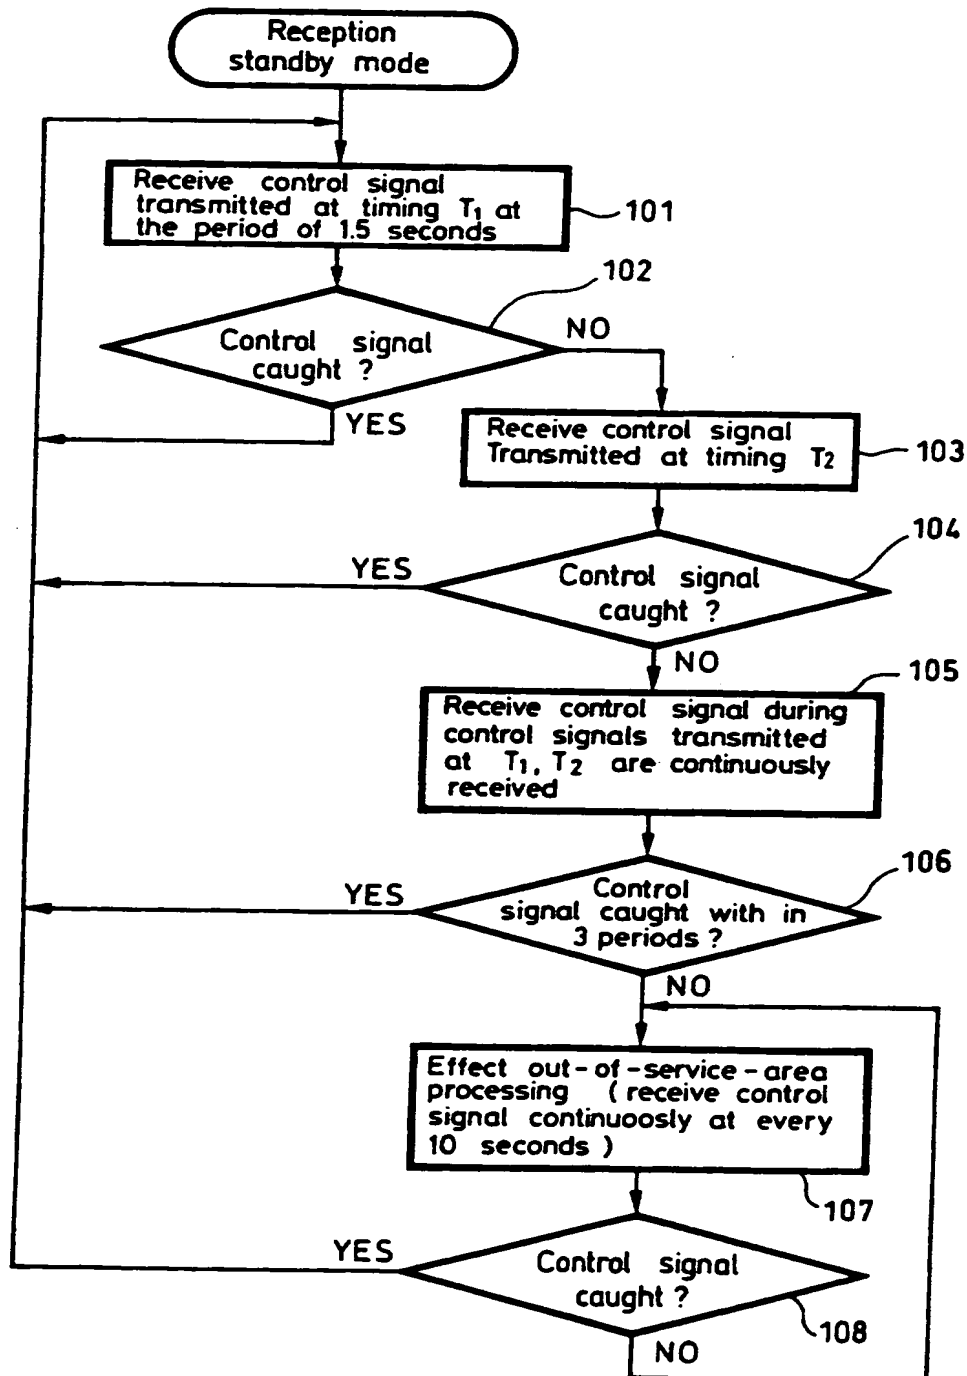 Reception
standby mode
Receive control signal
transmitted at timing T1 at
the period of 1.5 seconds
101
102
Control signal
caught ?
NO
YES
Receive control signal
Transmitted at timing T2
103
104
YES
Control signal
caught ?
NO
105
Receive control signal during
control signals transmitted
at T1, T2 are continuously
received
106
YES
Control
signal caught with in
3 periods ?
NO
Effect out-of-service-area
processing (receive control
signal continuoosly at every
10 seconds)
107
YES
Control signal
caught ?
108
NO